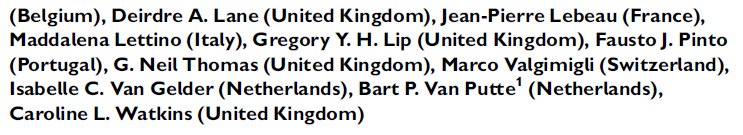 (Belgium), Deirdre A. Lane (United Kingdom), Jean-Pierre Lebeau (France),
Maddalena Lettino (Italy), Gregory Y. H. Lip (United Kingdom), Fausto J. Pinto
(Portugal), G. Neil Thomas (United Kingdom), Marco Valgimigli (Switzerland),
Isabelle C. Van Gelder (Netherlands), Bart P. Van Putte¹ (Netherlands),
Caroline L. Watkins (United Kingdom)